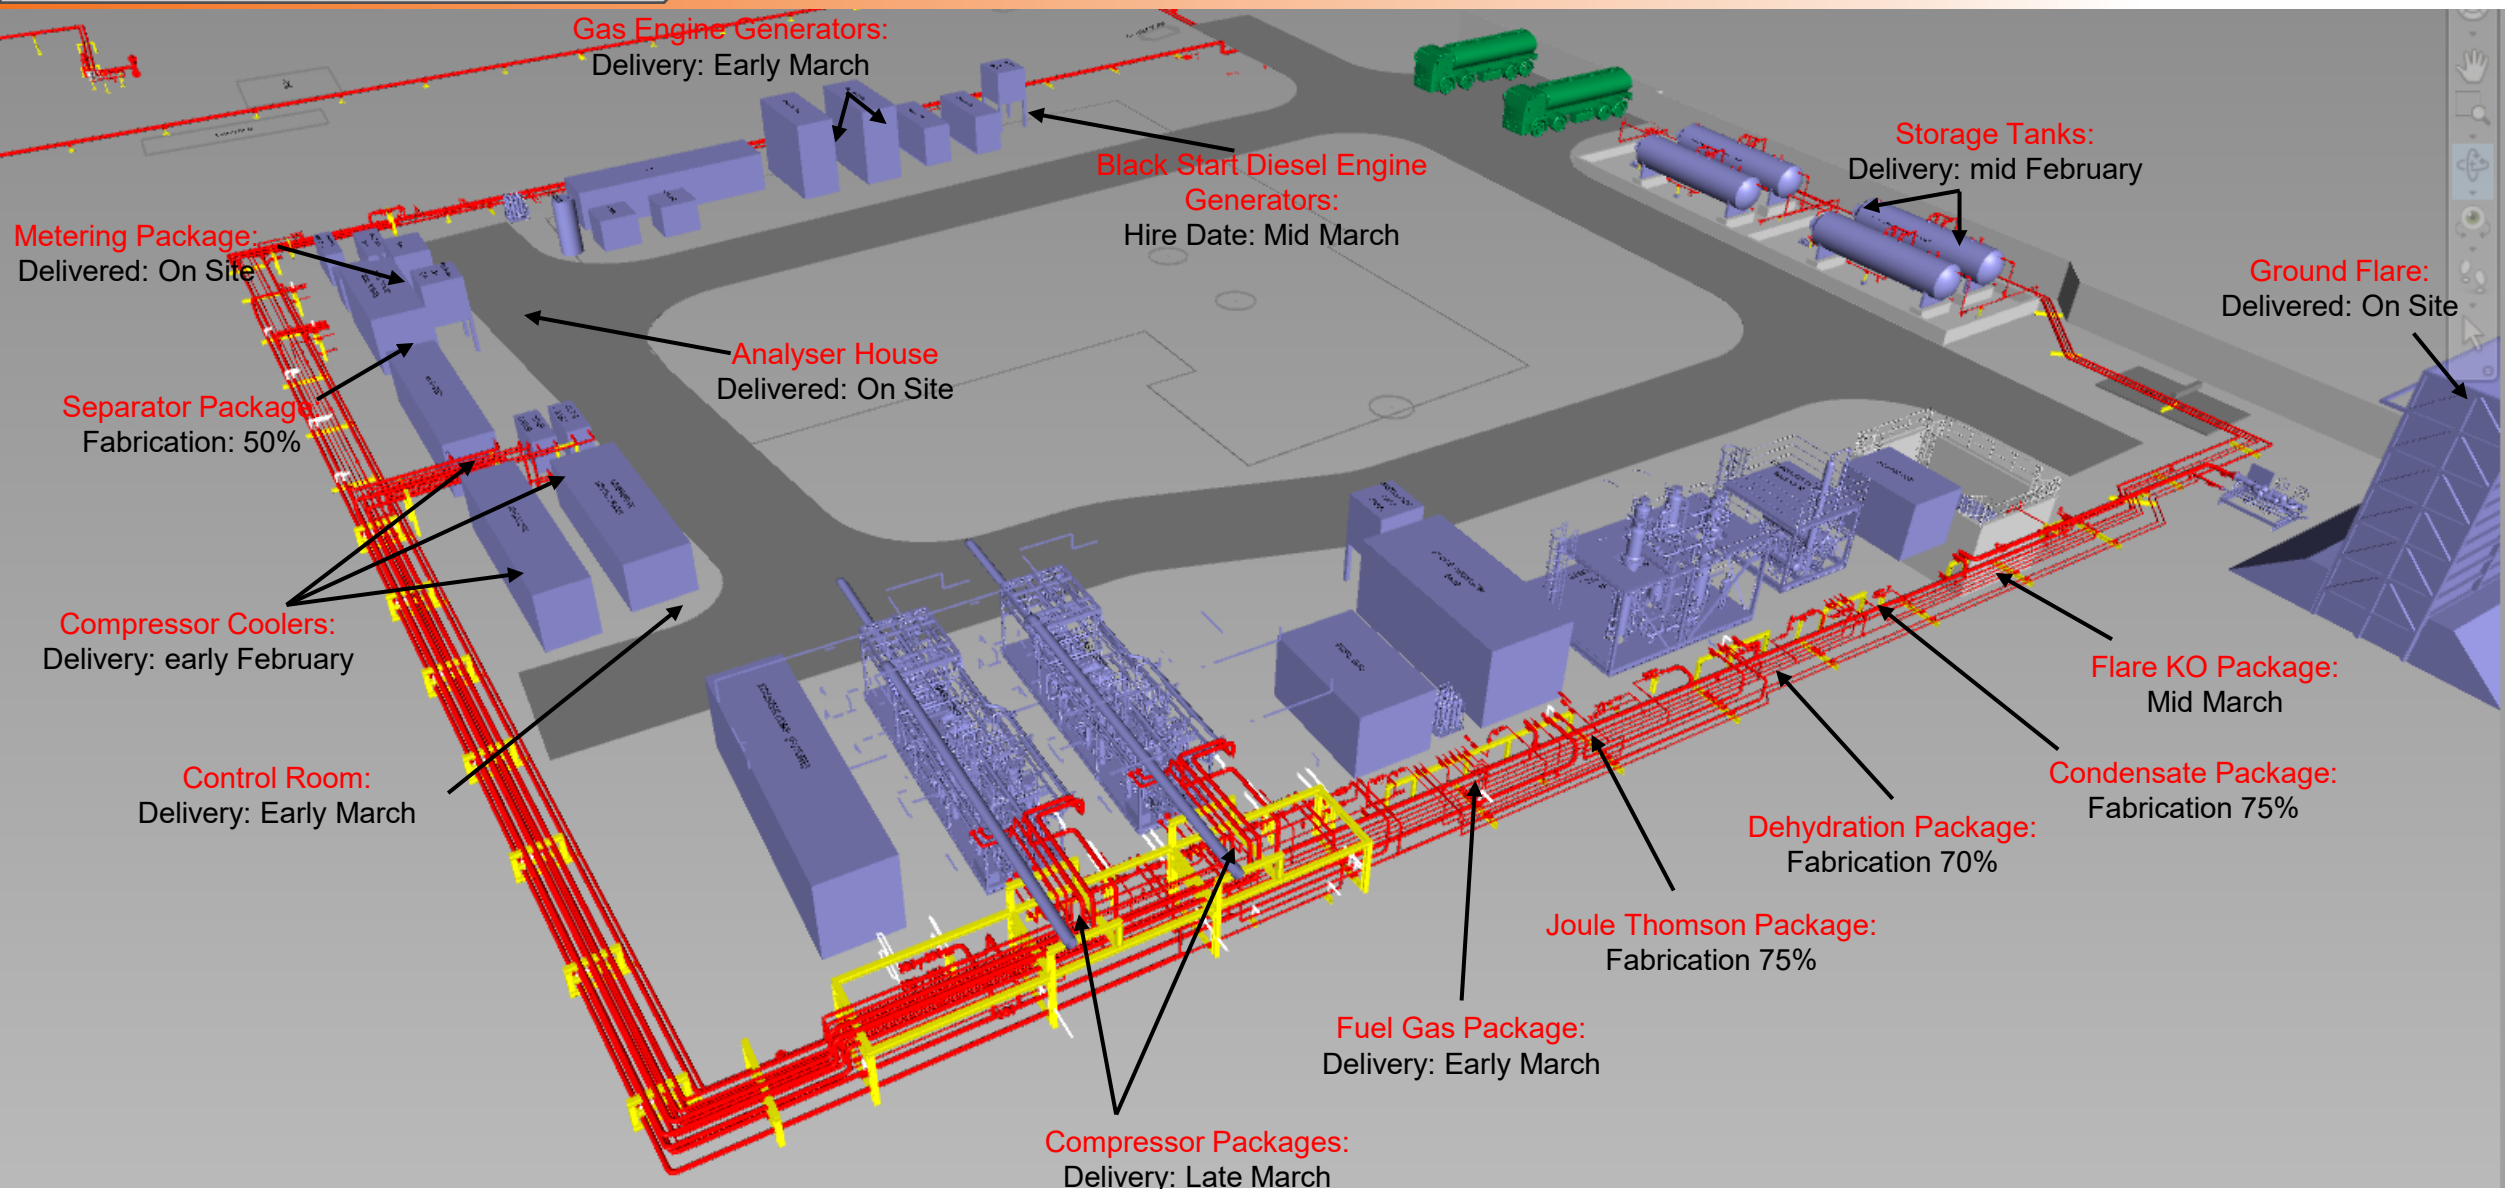 Gas Engine Generators:
Delivery: Early March
Black Start Diesel Engine
Generators:
Hire Date: Mid March
Storage Tanks:
Delivery: mid February
Metering Package:
Delivered: On Site
Ground Flare:
Delivered: On Site
Analyser House
Delivered: On Site
Separator Package
Fabrication: 50%
Compressor Coolers:
Delivery: early February
Control Room:
Delivery: Early March
Flare KO Package:
Mid March
Condensate Package:
Fabrication 75%
Dehydration Package:
Fabrication 70%
Joule Thomson Package:
Fabrication 75%
Fuel Gas Package:
Delivery: Early March
Compressor Packages:
Delivery: Late March